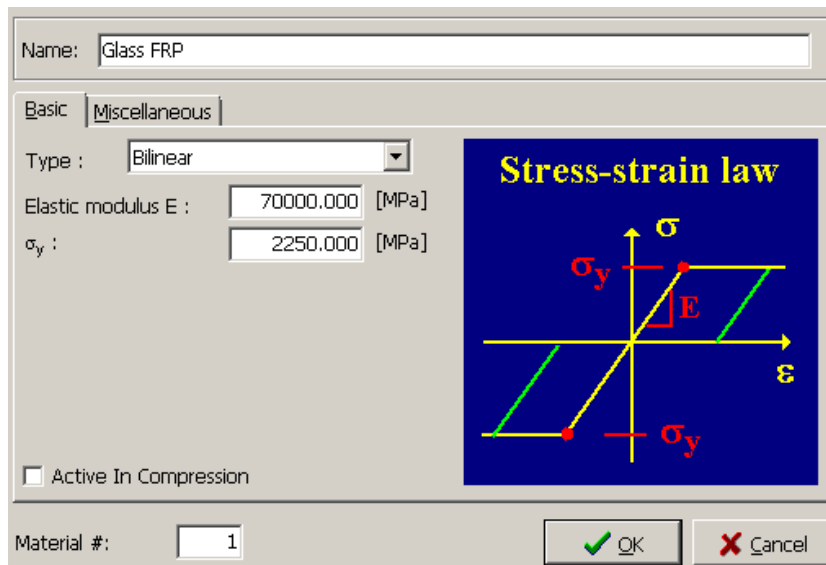 Name: Glass FRP
Basic Miscellaneous
Type : Bilinear
Elastic modulus E : 70000.000 [MPa]
σy : 2250.000 [MPa]
Stress-strain law
σ
σy
E
ε
σy
Active In Compression
Material #: 1
OK Cancel